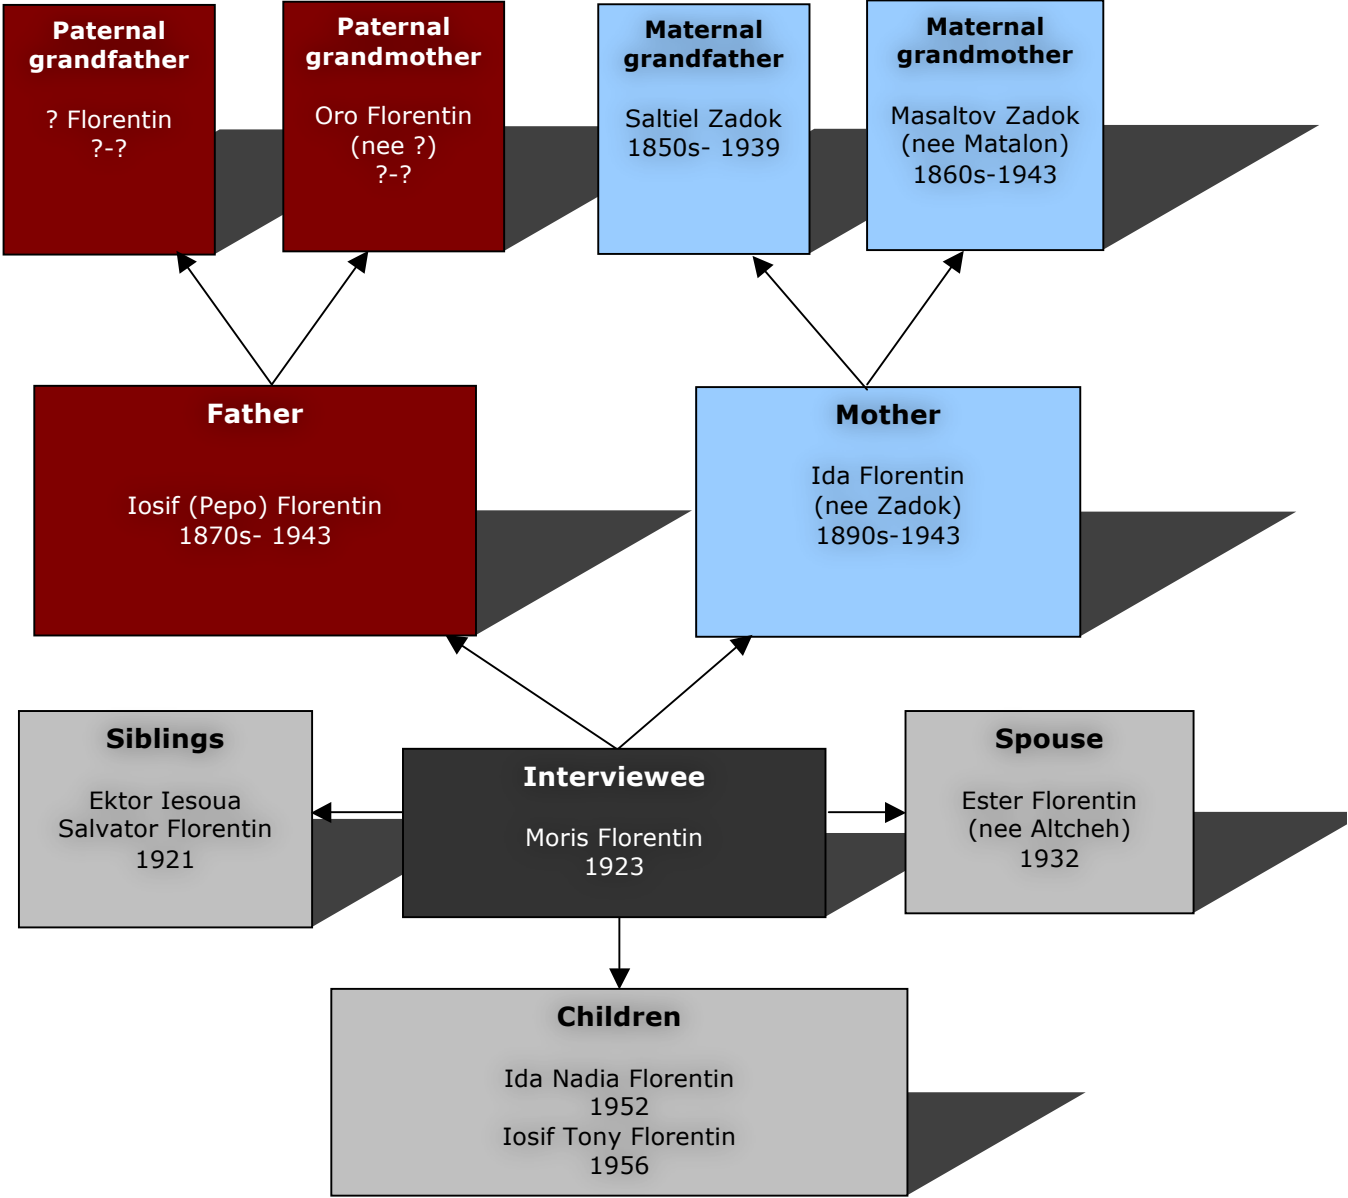 Paternal
grandfather
? Florentin
?-?
Paternal
grandmother
Oro Florentin
(nee ?)
?-?
Maternal
grandfather
Saltiel Zadok
1850s- 1939
Maternal
grandmother
Masaltov Zadok
(nee Matalon)
1860s-1943
Father
Iosif (Pepo) Florentin
1870s- 1943
Mother
Ida Florentin
(nee Zadok)
1890s-1943
Siblings
Ektor Iesoua
Salvator Florentin
1921
Interviewee
Moris Florentin
1923
Spouse
Ester Florentin
(nee Altcheh)
1932
Children
Ida Nadia Florentin
1952
Iosif Tony Florentin
1956